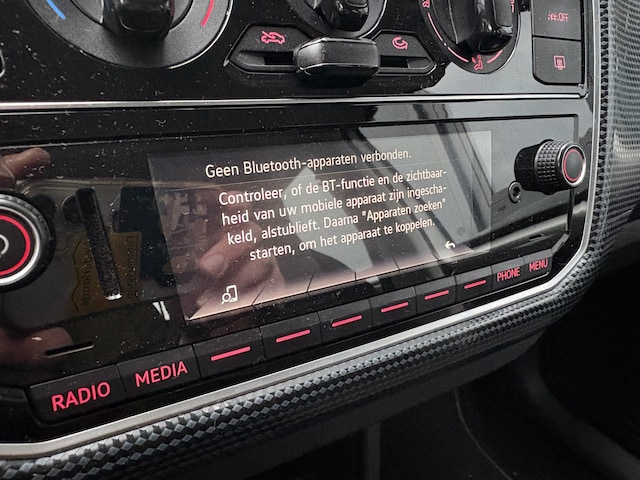 OFF
Geen Bluetooth-apparaten verbonden.
Controleer, of de BT-functie en de zichtbaar-
heid van uw mobiele apparaat zijn ingescha-
keld, alstublieft. Daarna "Apparaten zoeken"
starten, om het apparaat te koppelen.
PHONE MENU
RADIO MEDIA